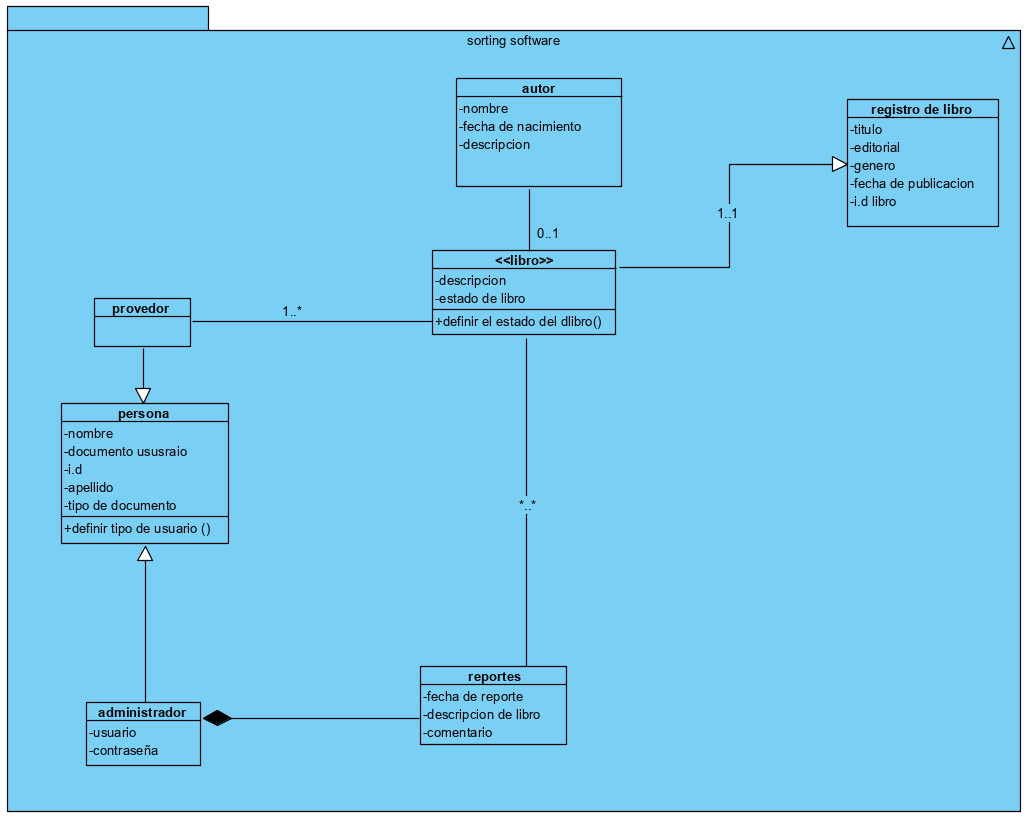 sorting software
autor
-nombre
-fecha de nacimiento
-descripcion
registro de libro
-titulo
-editorial
-genero
-fecha de publicacion
-i.d libro
1..1
0..1
<<libro>>
-descripcion
-estado de libro
+definir el estado del dlibro()
1..*
provedor
persona
-nombre
-documento ususraio
-i.d
-apellido
-tipo de documento
+definir tipo de usuario ()
*..*
reportes
-fecha de reporte
-descripcion de libro
-comentario
administrador
-usuario
-contraseña